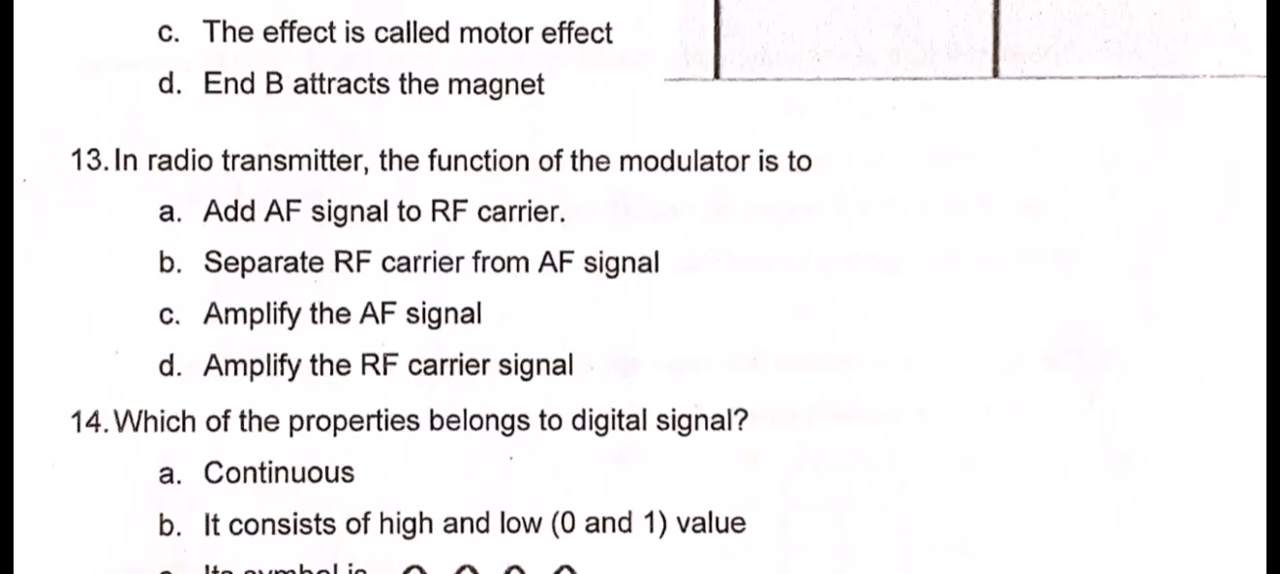 c. The effect is called motor effect
d. End B attracts the magnet
13. In radio transmitter, the function of the modulator is to
a. Add AF signal to RF carrier.
b. Separate RF carrier from AF signal
c. Amplify the AF signal
d. Amplify the RF carrier signal
14. Which of the properties belongs to digital signal?
a. Continuous
b. It consists of high and low (0 and 1) value
Its symbol is